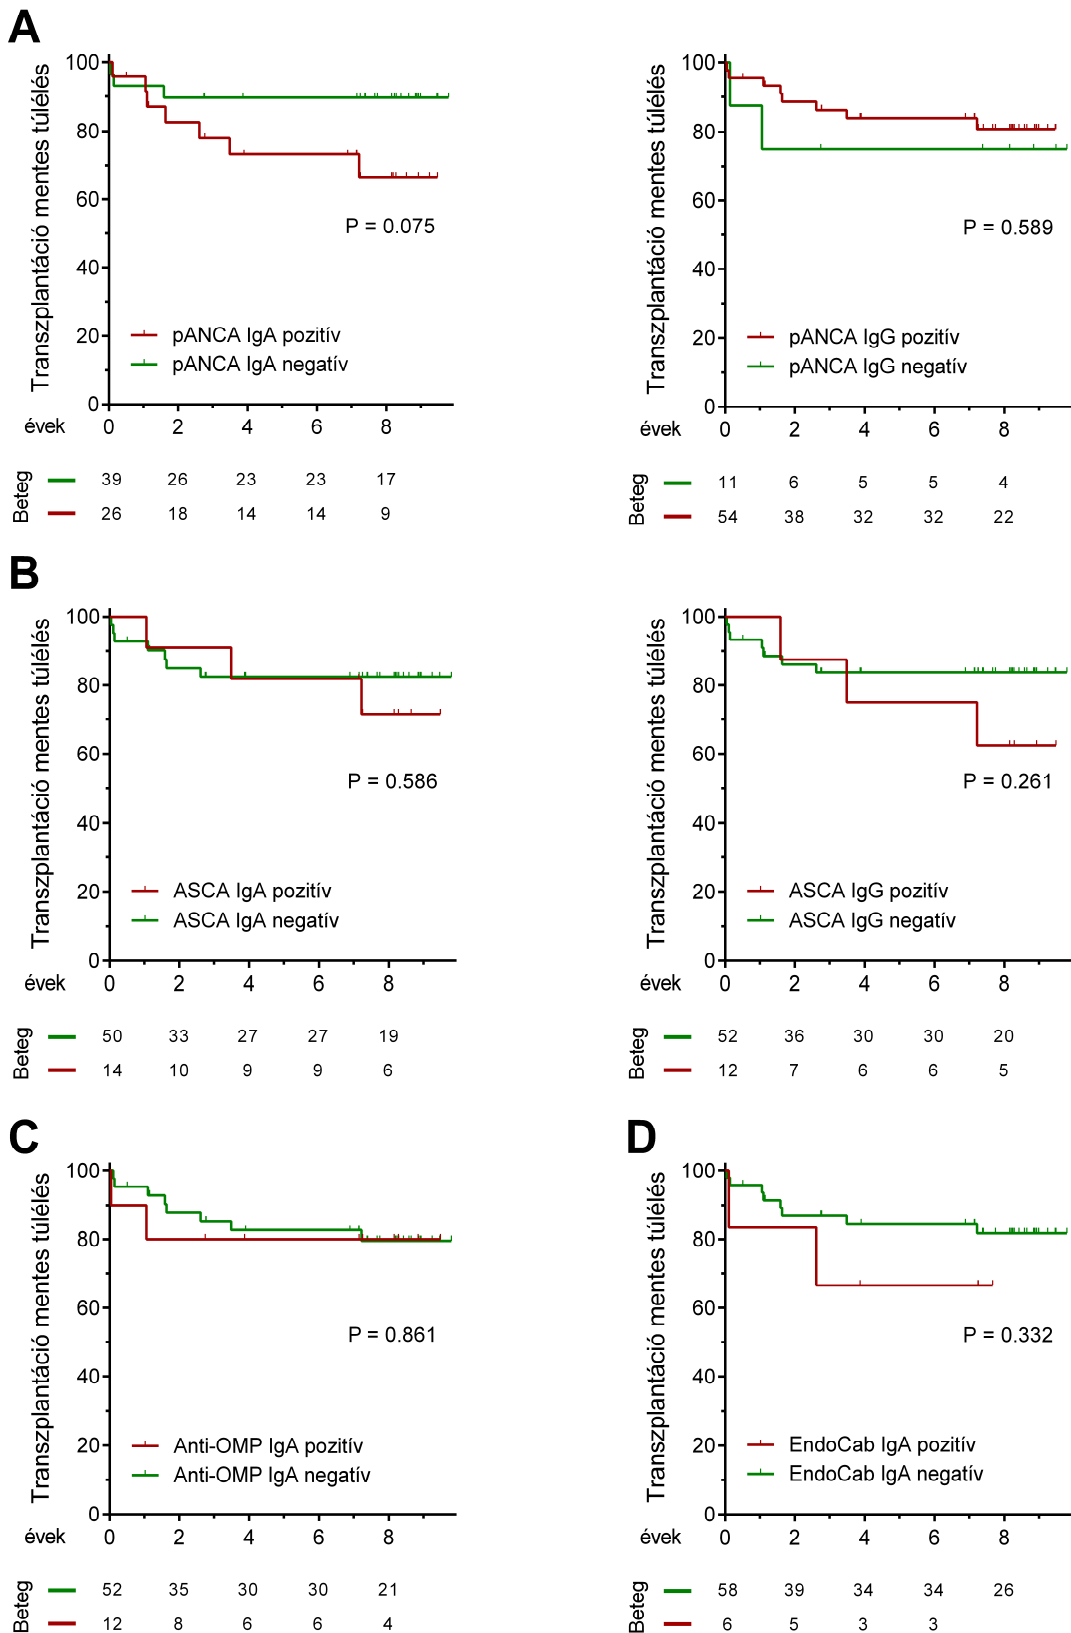 A
Transzplantáció mentes túlélés
100
80
60
40
20
0
P = 0.075
pANCA IgA pozitív
pANCA IgA negatív
évek 0 2 4 6 8
Beteg
39 26 23 23 17
26 18 14 14 9
Transzplantáció mentes túlélés
100
80
60
40
20
0
P = 0.589
pANCA IgG pozitív
pANCA IgG negatív
évek 0 2 4 6 8
Beteg
11 6 5 5 4
54 38 32 32 22
B
Transzplantáció mentes túlélés
100
80
60
40
20
0
P = 0.586
ASCA IgA pozitív
ASCA IgA negatív
évek 0 2 4 6 8
Beteg
50 33 27 27 19
14 10 9 9 6
Transzplantáció mentes túlélés
100
80
60
40
20
0
P = 0.261
ASCA IgG pozitív
ASCA IgG negatív
évek 0 2 4 6 8
Beteg
52 36 30 30 20
12 7 6 6 5
C
Transzplantáció mentes túlélés
100
80
60
40
20
0
P = 0.861
Anti-OMP IgA pozitív
Anti-OMP IgA negatív
évek 0 2 4 6 8
Beteg
52 35 30 30 21
12 8 6 6 4
D
Transzplantáció mentes túlélés
100
80
60
40
20
0
P = 0.332
EndoCab IgA pozitív
EndoCab IgA negatív
évek 0 2 4 6 8
Beteg
58 39 34 34 26
6 5 3 3